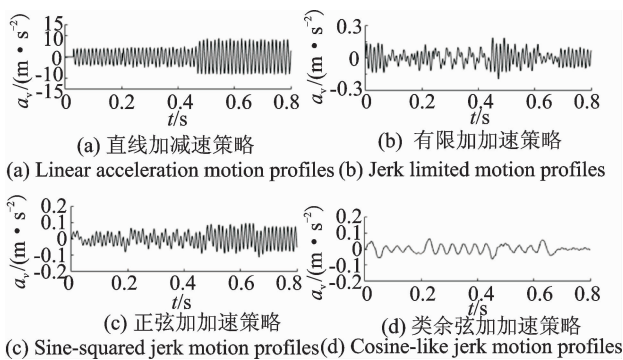 15
10
5
0
-5
-10
-15
a_v/(m·s⁻²)
0 0.2 0.4 0.6 0.8
t/s
(a) 直线加减速策略
(a) Linear acceleration motion profiles
0.3
0
-0.3
a_v/(m·s⁻²)
0 0.2 0.4 0.6 0.8
t/s
(b) 有限加加速策略
(b) Jerk limited motion profiles
0.2
0.1
0
-0.1
-0.2
a_v/(m·s⁻²)
0 0.2 0.4 0.6 0.8
t/s
(c) 正弦加加速策略
(c) Sine-squared jerk motion profiles
0.2
0.1
0
-0.1
-0.2
a_v/(m·s⁻²)
0 0.2 0.4 0.6 0.8
t/s
(d) 类余弦加加速策略
(d) Cosine-like jerk motion profiles